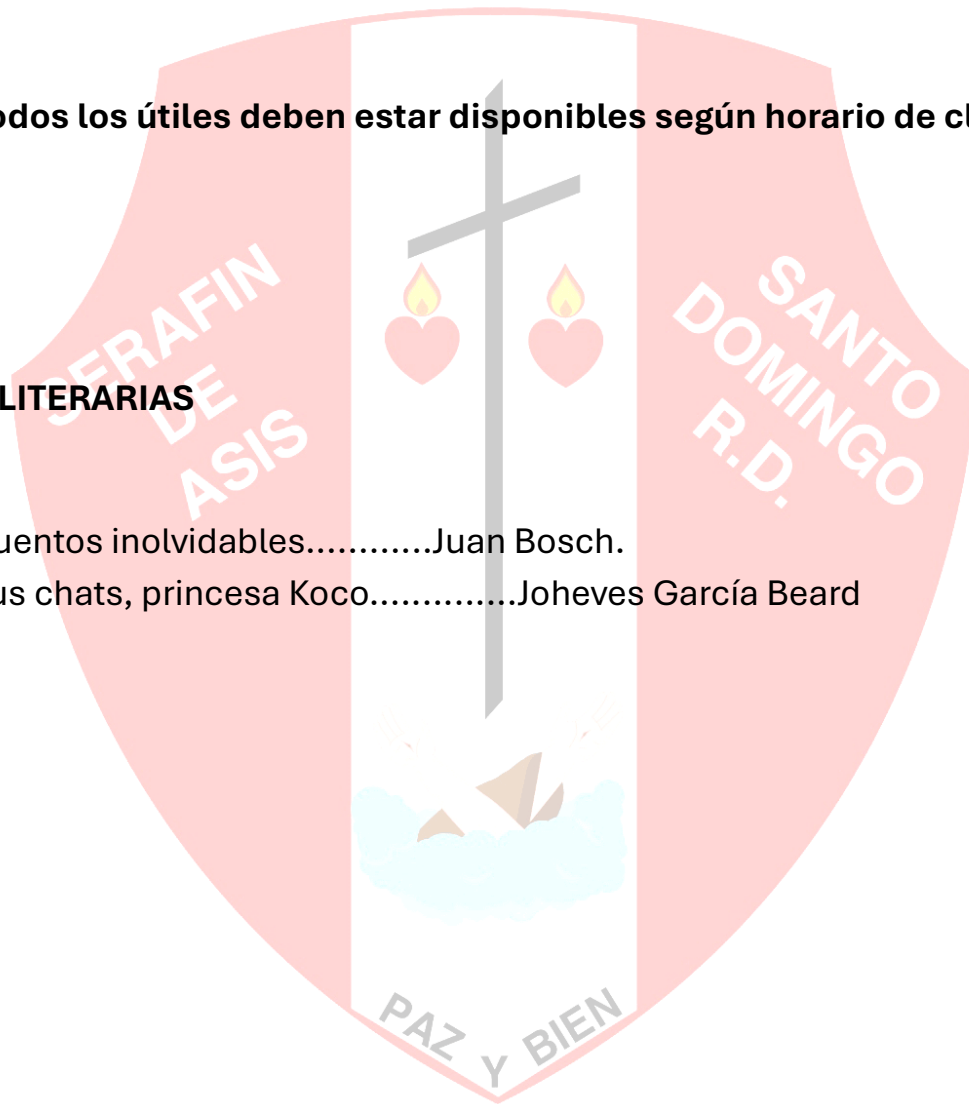 odos los útiles deben estar disponibles según horario de cl
SERAFIN
DE
ASIS
SANTO
DOMINGO
R.D.
LITERARIAS
uentos inolvidables............Juan Bosch.
us chats, princesa Koco..............Joheves García Beard
PAZ Y BIEN